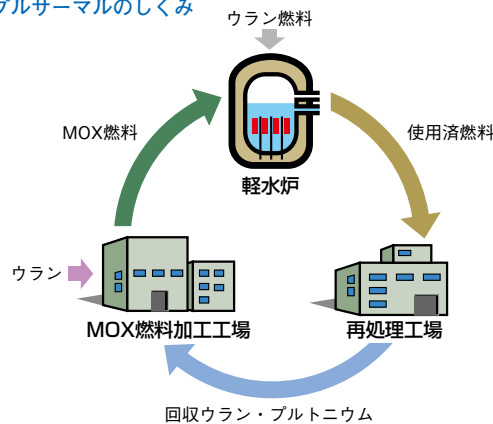 プルサーマルのしくみ
ウラン燃料
MOX燃料
使用済燃料
軽水炉
ウラン
MOX燃料加工工場
再処理工場
回収ウラン・プルトニウム